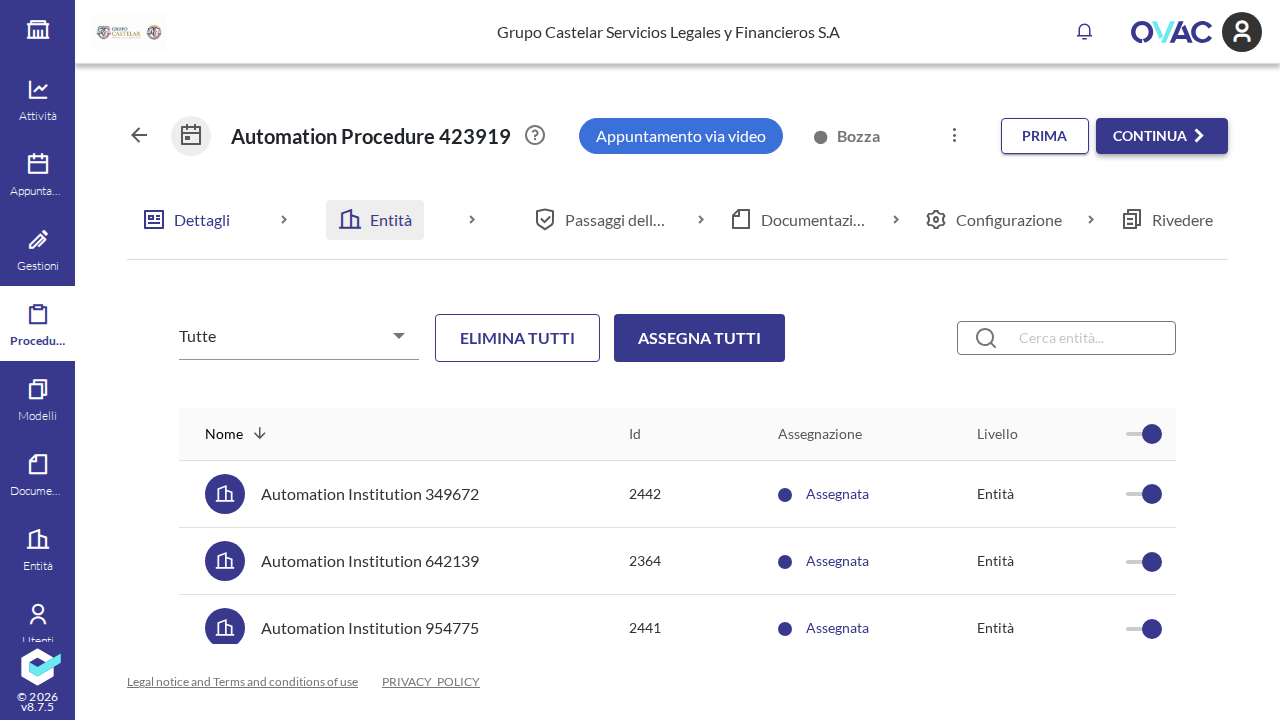 GRUPO
CASTELAR
Grupo Castelar Servicios Legales y Financieros S.A
OVAC
Attività
Appunta...
Gestioni
Procedu...
Modelli
Docume...
Entità
Utenti
© 2026
v8.7.5
Automation Procedure 423919
Appuntamento via video
Bozza
PRIMA
CONTINUA
Dettagli
Entità
Passaggi dell...
Documentazi...
Configurazione
Rivedere
Tutte
ELIMINA TUTTI
ASSEGNA TUTTI
Cerca entità...
Nome Id Assegnazione Livello
Automation Institution 349672 2442 Assegnata Entità
Automation Institution 642139 2364 Assegnata Entità
Automation Institution 954775 2441 Assegnata Entità
Legal notice and Terms and conditions of use
PRIVACY_POLICY